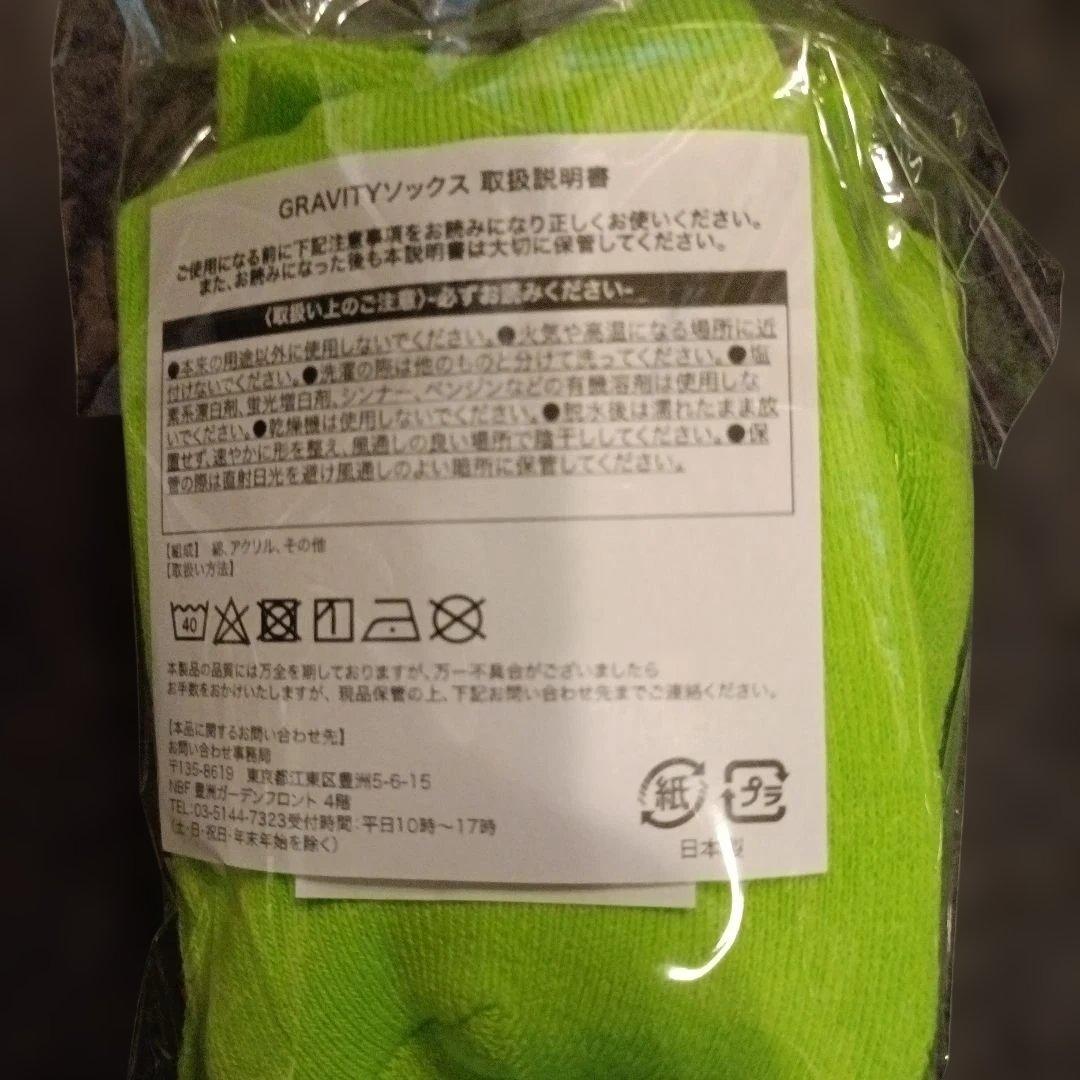 GRAVITYソックス 取扱説明書
ご使用になる前に下記注意事項をお読みになり正しくお使いください。
また、お読みになった後も本説明書は大切に保管してください。
〈取扱い上のご注意〉-必ずお読みください-
●本来の用途以外に使用しないでください。●火気や高温になる場所に近
付けないでください。●洗濯の際は他のものと分けて洗ってください。●塩
素系漂白剤、蛍光増白剤、シンナー、ベンジンなどの有機溶剤は使用しな
いでください。●乾燥機は使用しないでください。●脱水後は濡れたまま放
置せず、速やかに形を整え、風通しの良い場所で陰干ししてください。●保
管の際は直射日光を避け風通しのよい箇所に保管してください。
【組成】 綿、アクリル、その他
【取扱い方法】
40
本製品の品質には万全を期しておりますが、万一不具合がございましたら
お手数をおかけいたしますが、現品保管の上、下記お問い合わせ先までご連絡ください。
【本品に関するお問い合わせ先】
お問い合わせ事務局
〒135-8619 東京都江東区豊洲5-6-15
NBF 豊洲ガーデンフロント 4階
TEL:03-5144-7323受付時間:平日10時〜17時
(土・日・祝日・年末年始を除く)
紙 プラ
日本製